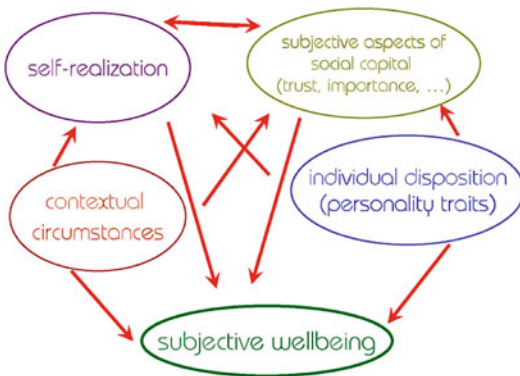 self-realization
subjective aspects of
social capital
(trust, importance, ...)
contextual
circumstances
individual disposition
(personality traits)
subjective wellbeing